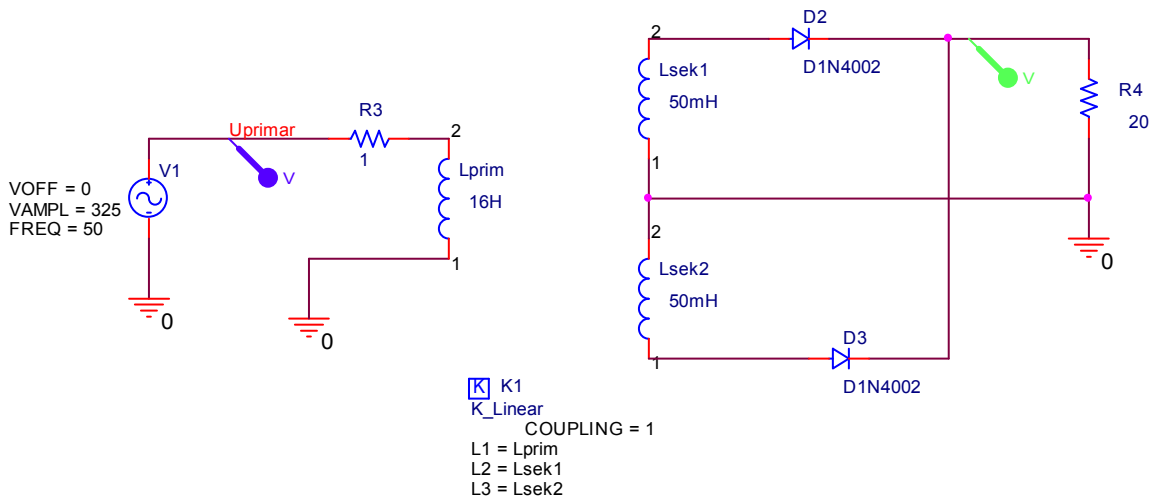 Uprimar
V
V1
VOFF = 0
VAMPL = 325
FREQ = 50
0
R3
1
2
Lprim
16H
1
0
2
Lsek1
50mH
1
D2
D1N4002
V
R4
20
0
2
Lsek2
50mH
1
D3
D1N4002
K K1
K_Linear
COUPLING = 1
L1 = Lprim
L2 = Lsek1
L3 = Lsek2